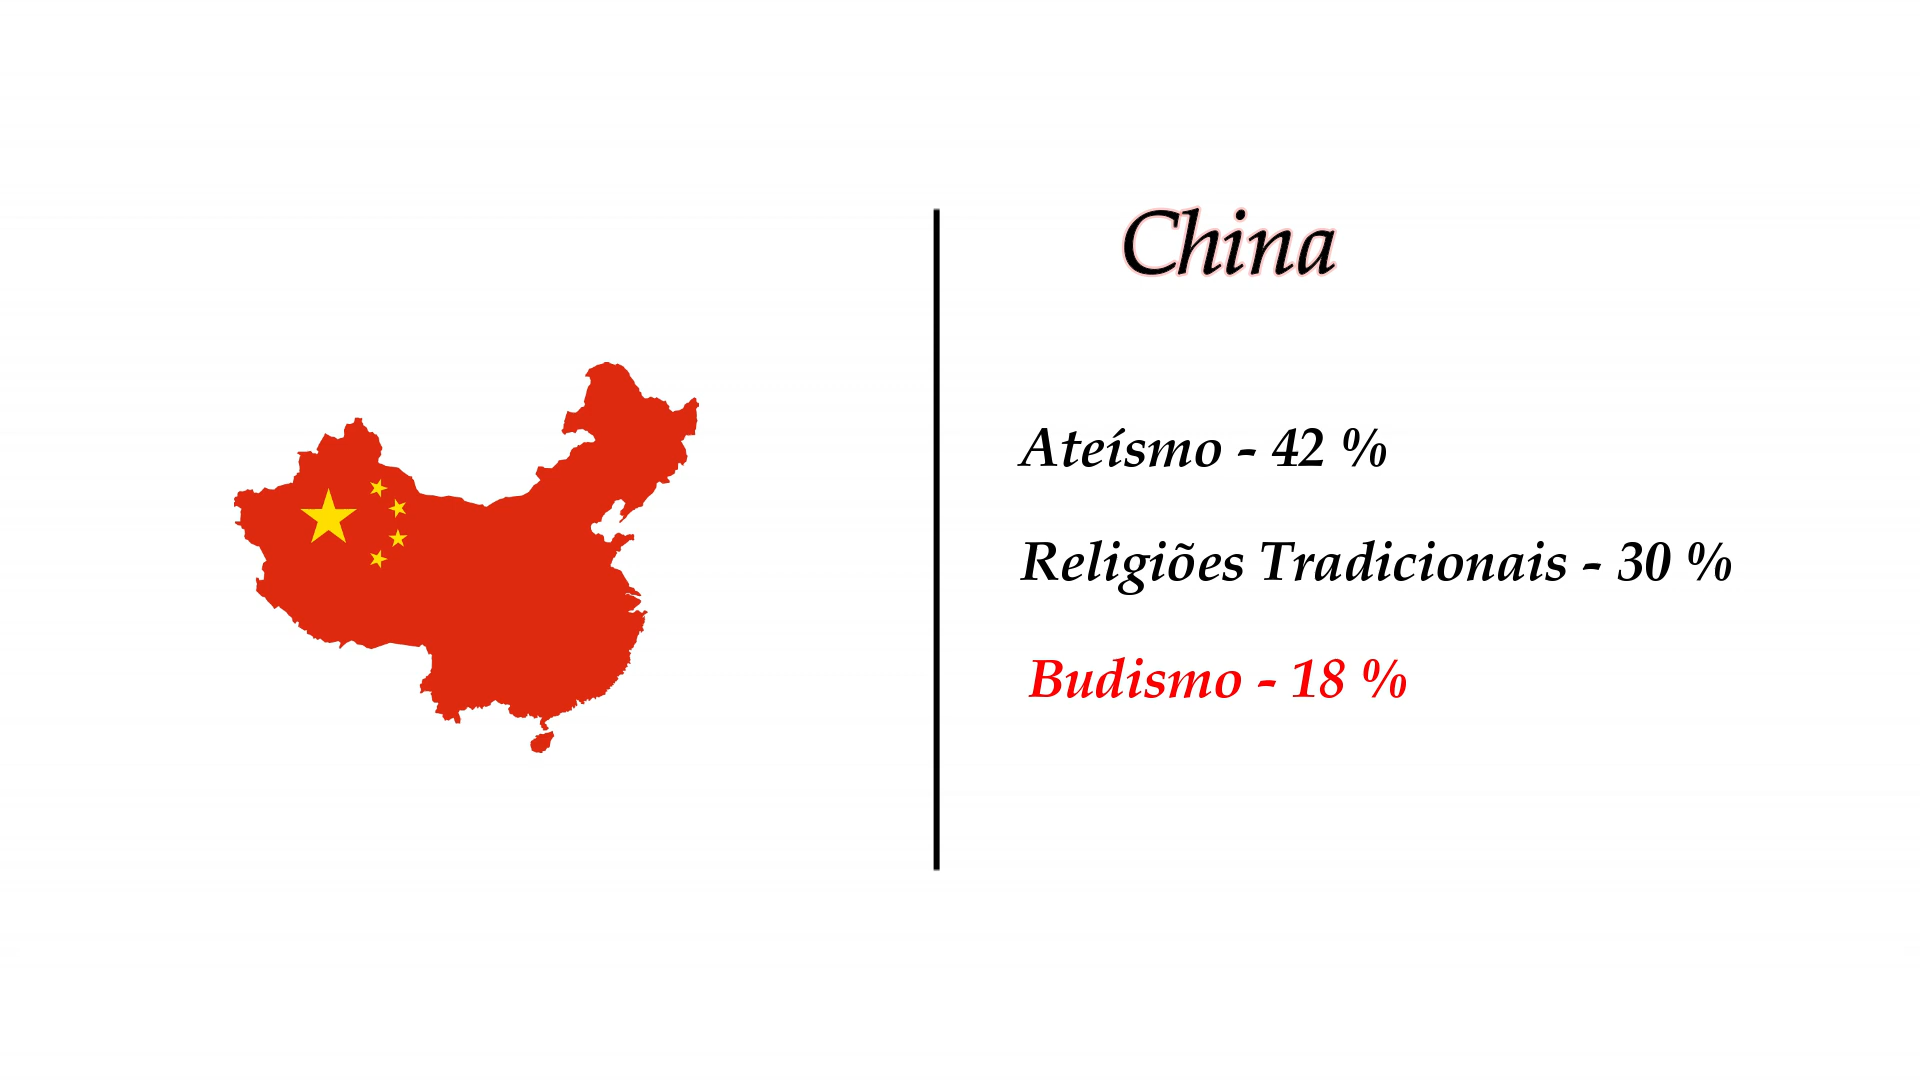 China
Ateísmo - 42 %
Religiões Tradicionais - 30 %
Budismo - 18 %